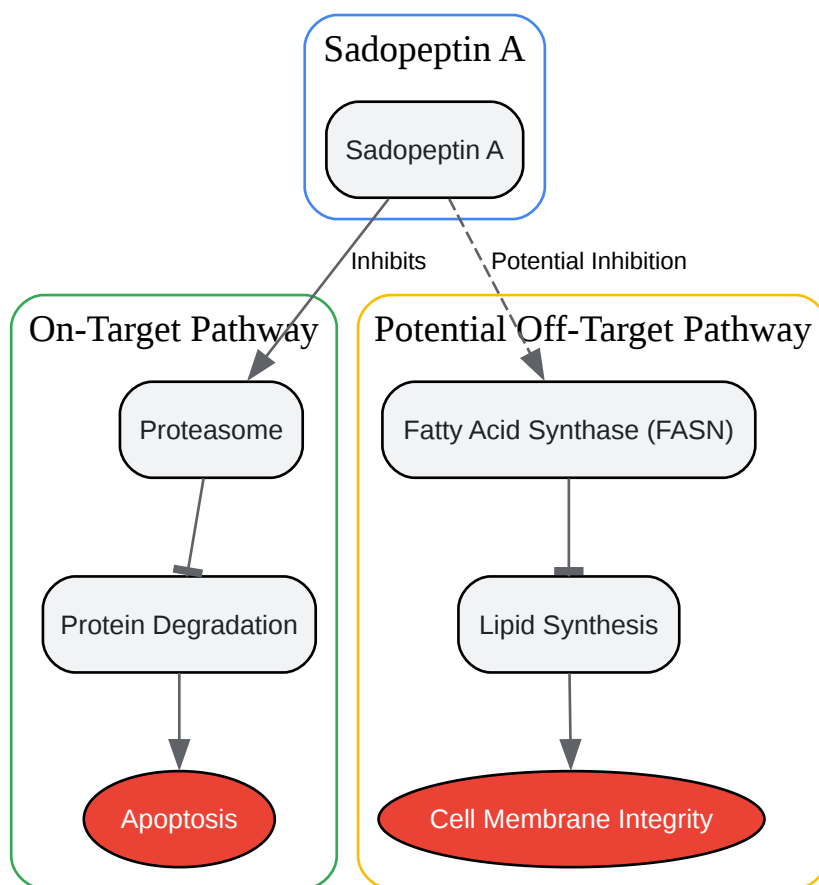 Sadopeptin A
Sadopeptin A
Inhibits
Potential Inhibition
On-Target Pathway
Potential Off-Target Pathway
Proteasome
Fatty Acid Synthase (FASN)
Protein Degradation
Lipid Synthesis
Apoptosis
Cell Membrane Integrity